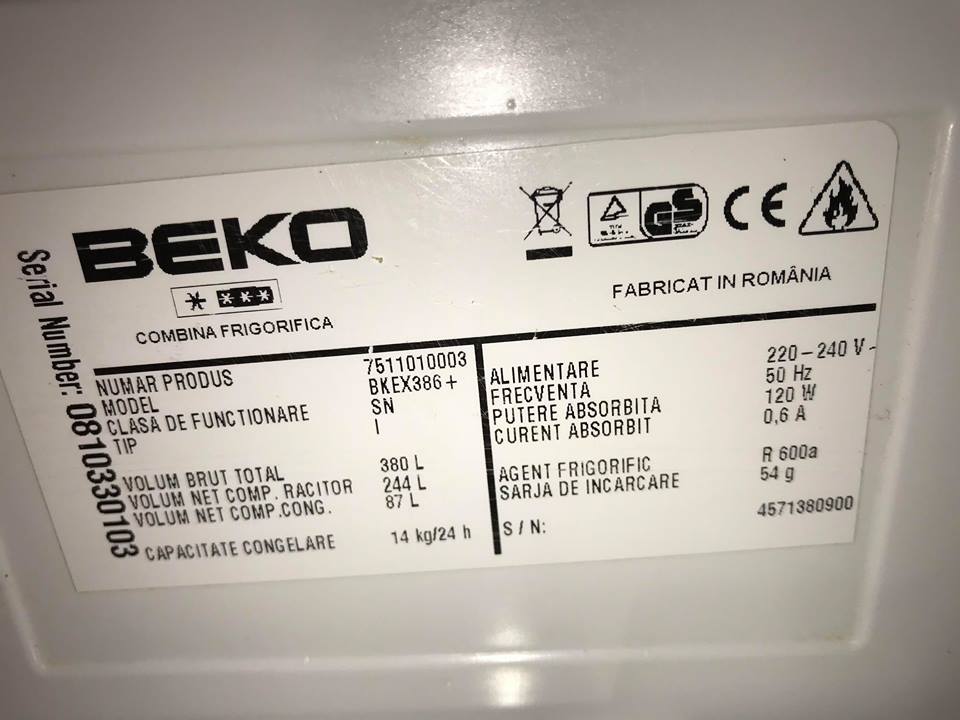 BEKO
COMBINA FRIGORIFICA
GS
CE
FABRICAT IN ROMÂNIA
Serial Number: 0810330103
NUMAR PRODUS 7511010003
MODEL BKEX386+
CLASA DE FUNCTIONARE SN
TIP I
VOLUM BRUT TOTAL 380 L
VOLUM NET COMP. RACITOR 244 L
VOLUM NET COMP.CONG. 87 L
CAPACITATE CONGELARE 14 kg/24 h
ALIMENTARE 220-240 V ~
FRECVENTA 50 Hz
PUTERE ABSORBITA 120 W
CURENT ABSORBIT 0,6 A
AGENT FRIGORIFIC R 600a
SARJA DE INCARCARE 54 g
S / N: 4571380900